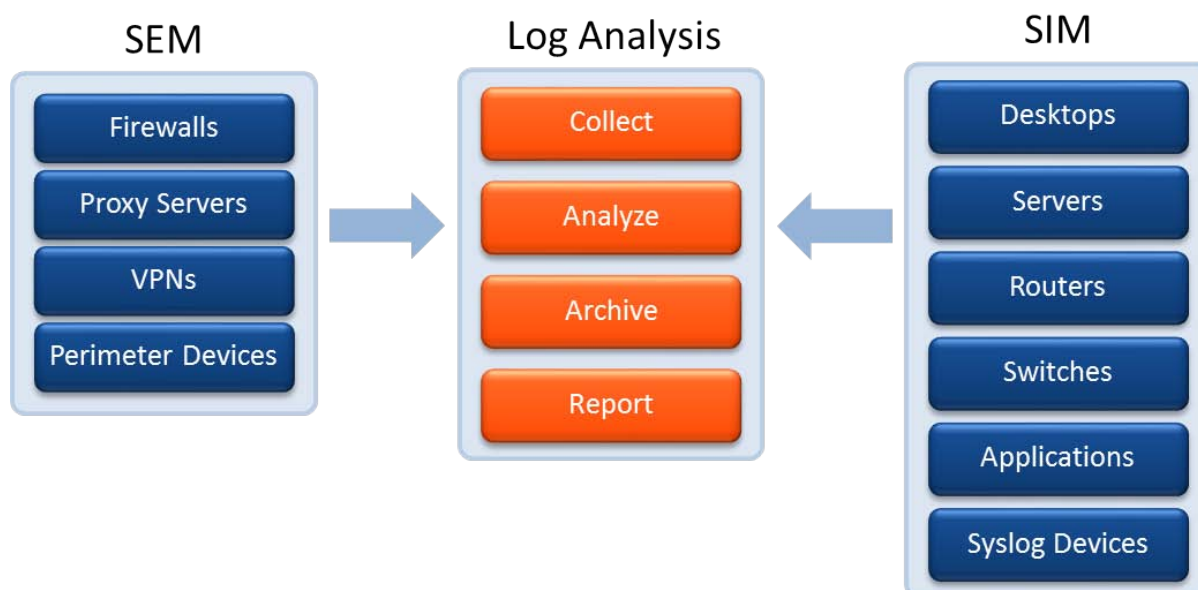 SEM
Firewalls
Proxy Servers
VPNs
Perimeter Devices
Log Analysis
Collect
Analyze
Archive
Report
SIM
Desktops
Servers
Routers
Switches
Applications
Syslog Devices